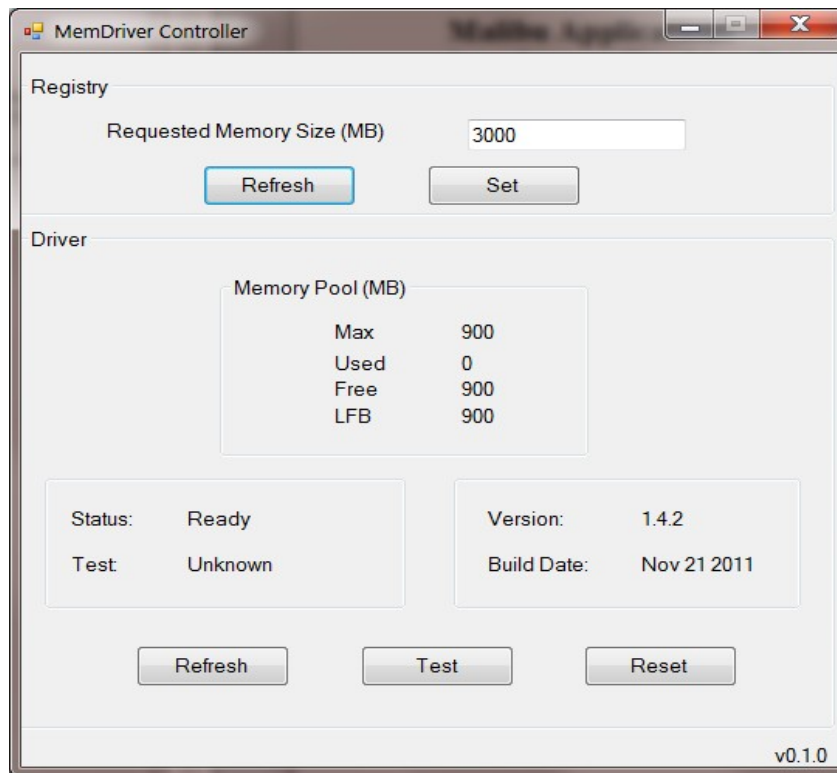 MemDriver Controller
Malibu Applic
Registry
Requested Memory Size (MB) 3000
Refresh Set
Driver
Memory Pool (MB)
Max 900
Used 0
Free 900
LFB 900
Status: Ready
Test: Unknown
Version: 1.4.2
Build Date: Nov 21 2011
Refresh Test Reset
v0.1.0